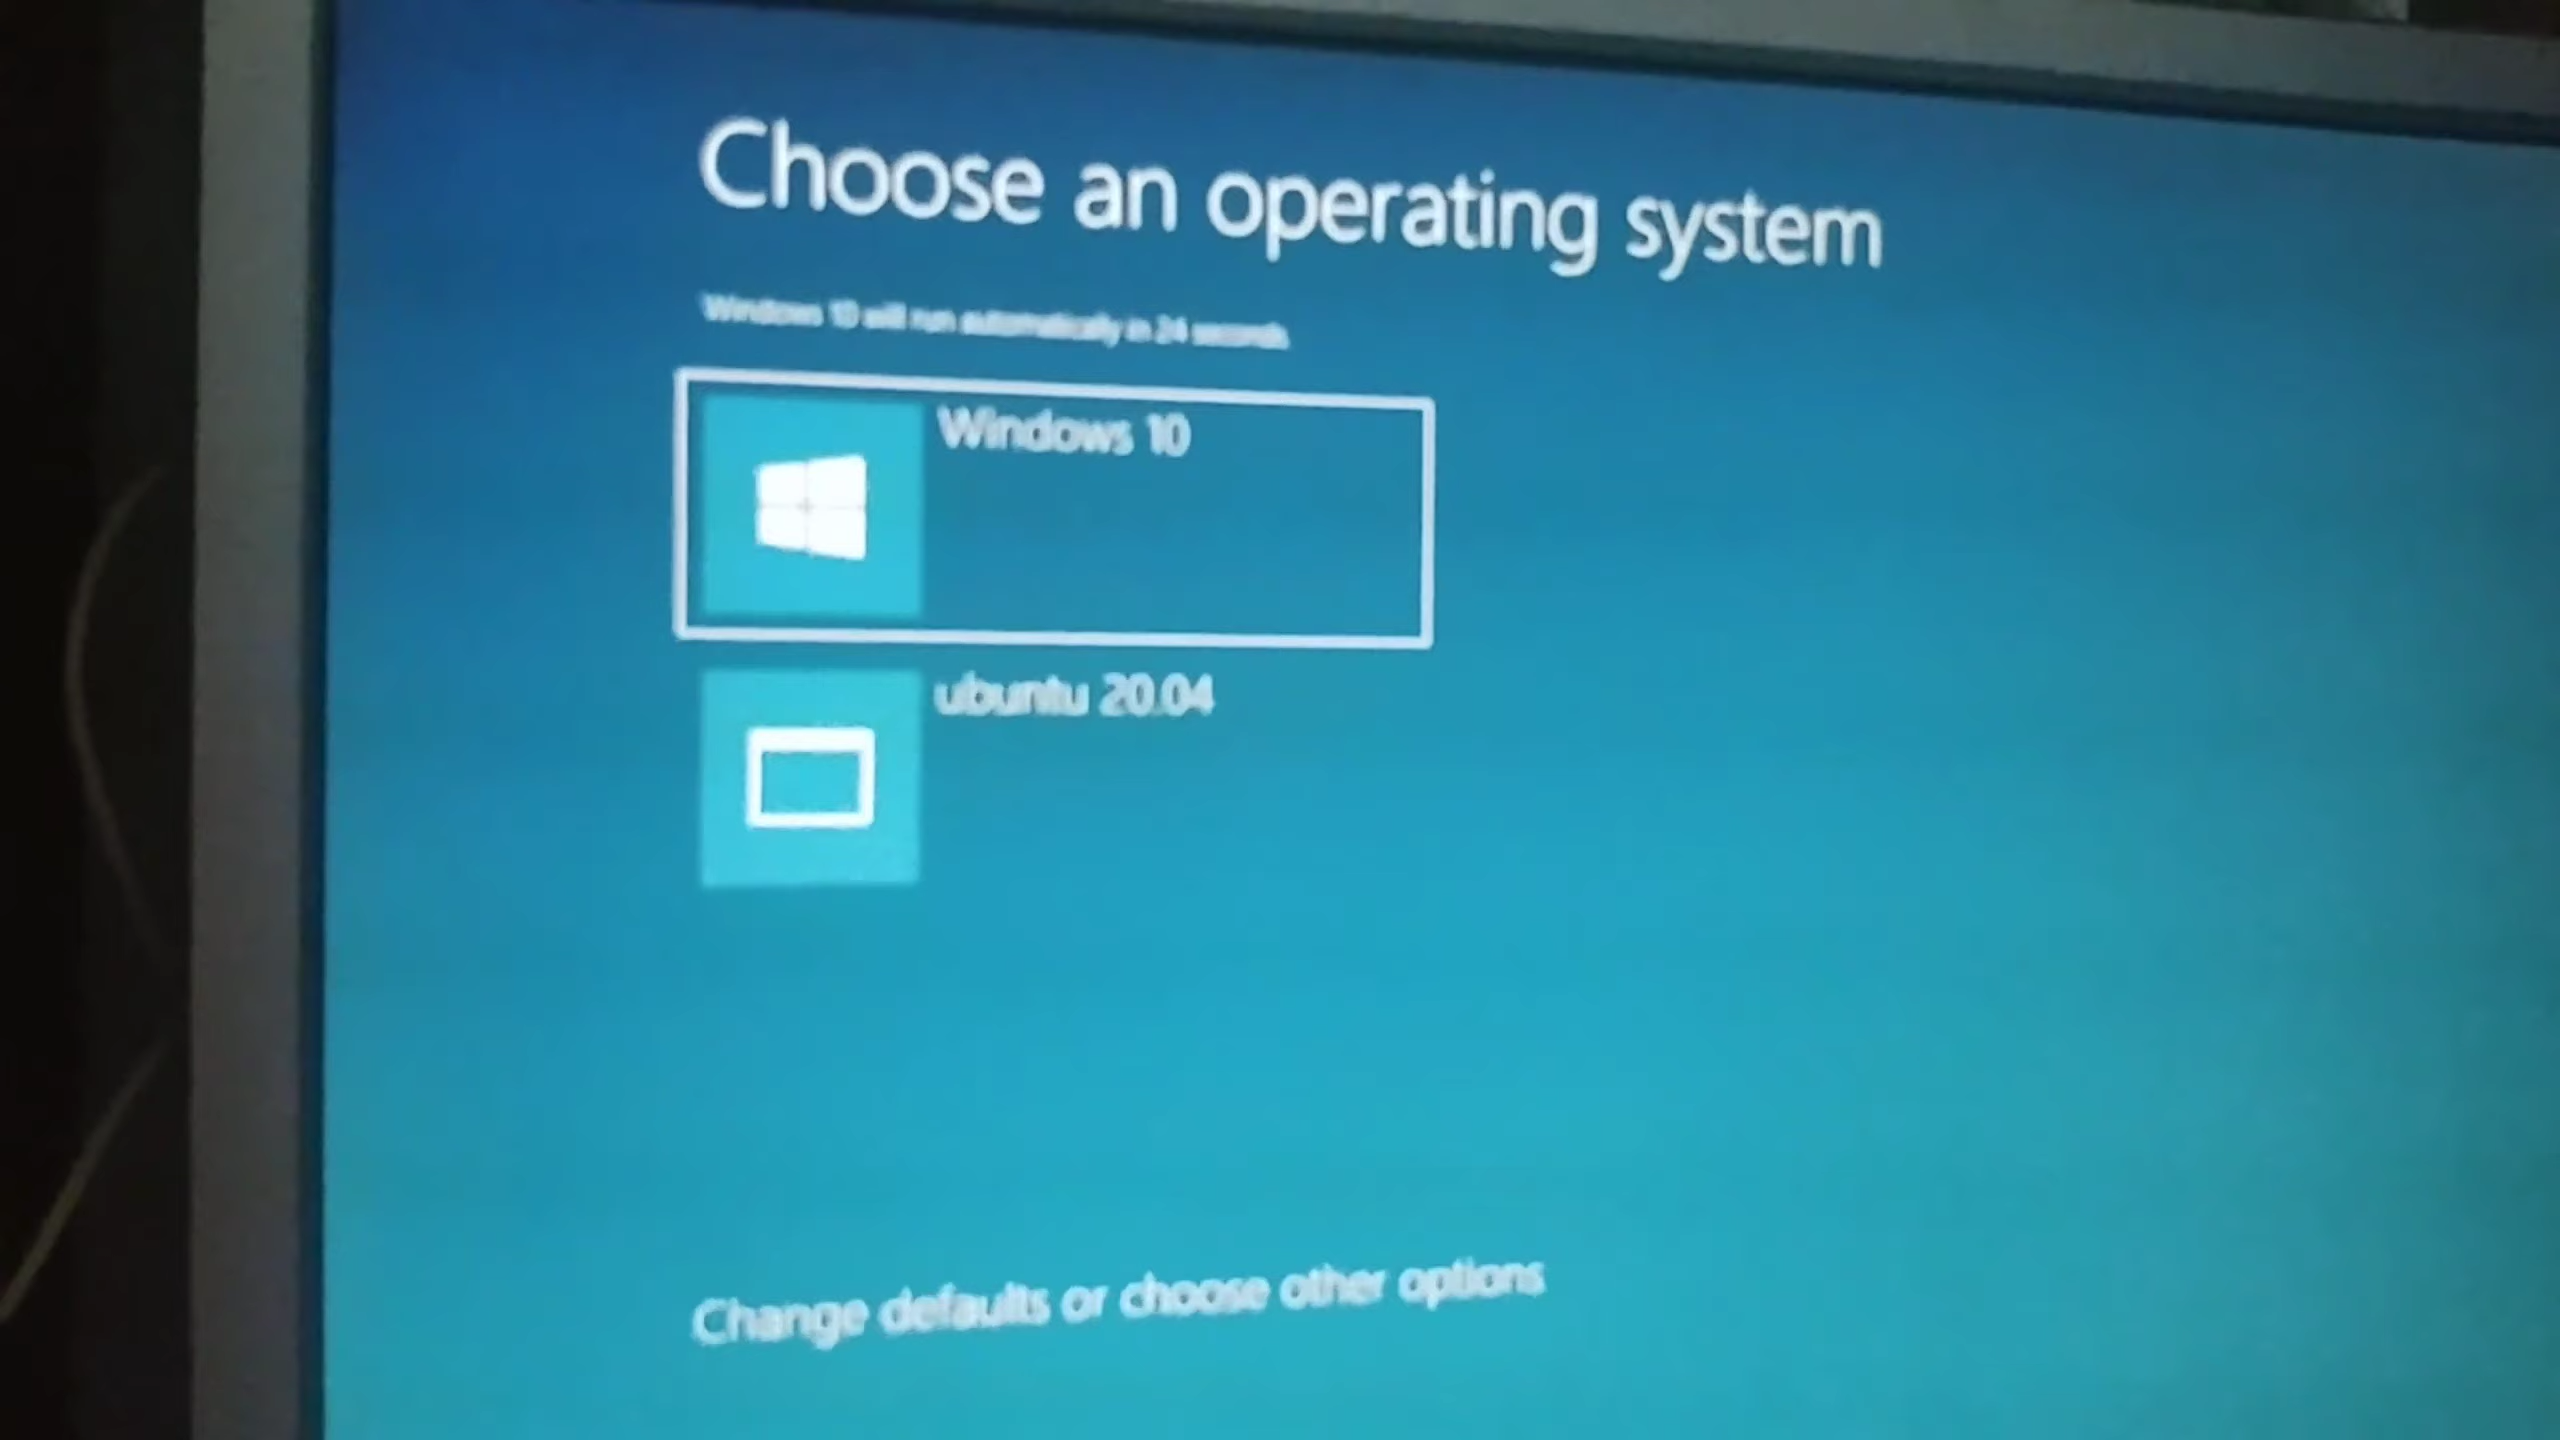 Choose an operating system
Windows 10 will run automatically in 24 seconds
Windows 10
ubuntu 20.04
Change defaults or choose other options